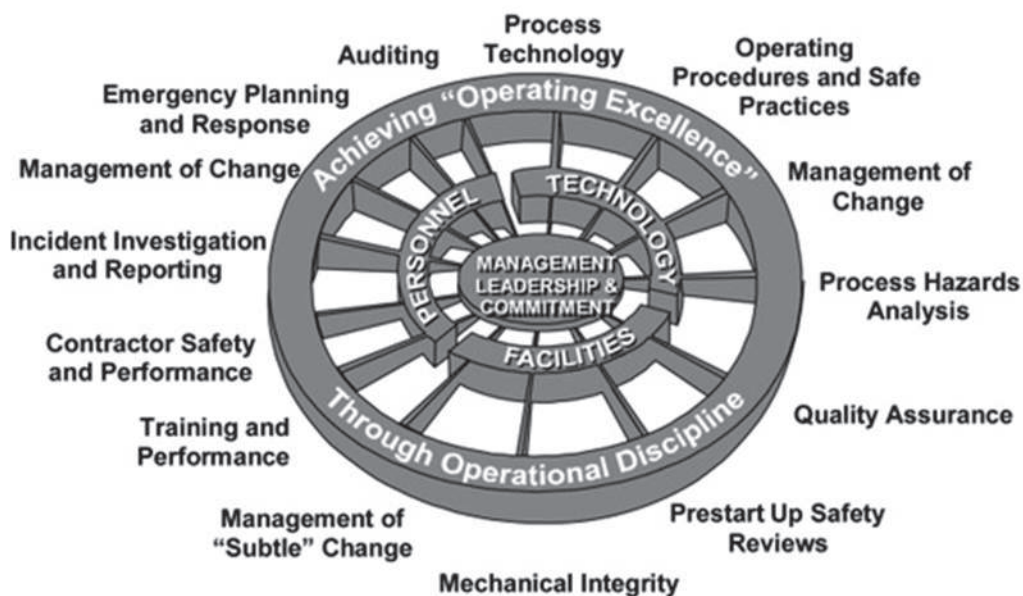 Process
Technology
Operating
Procedures and Safe
Practices
Management of
Change
Process Hazards
Analysis
Quality Assurance
Prestart Up Safety
Reviews
Mechanical Integrity
Management of
“Subtle” Change
Training and
Performance
Contractor Safety
and Performance
Incident Investigation
and Reporting
Management of Change
Emergency Planning
and Response
Auditing
Achieving “Operating Excellence”
Through Operational Discipline
PERSONNEL
TECHNOLOGY
FACILITIES
MANAGEMENT
LEADERSHIP &
COMMITMENT